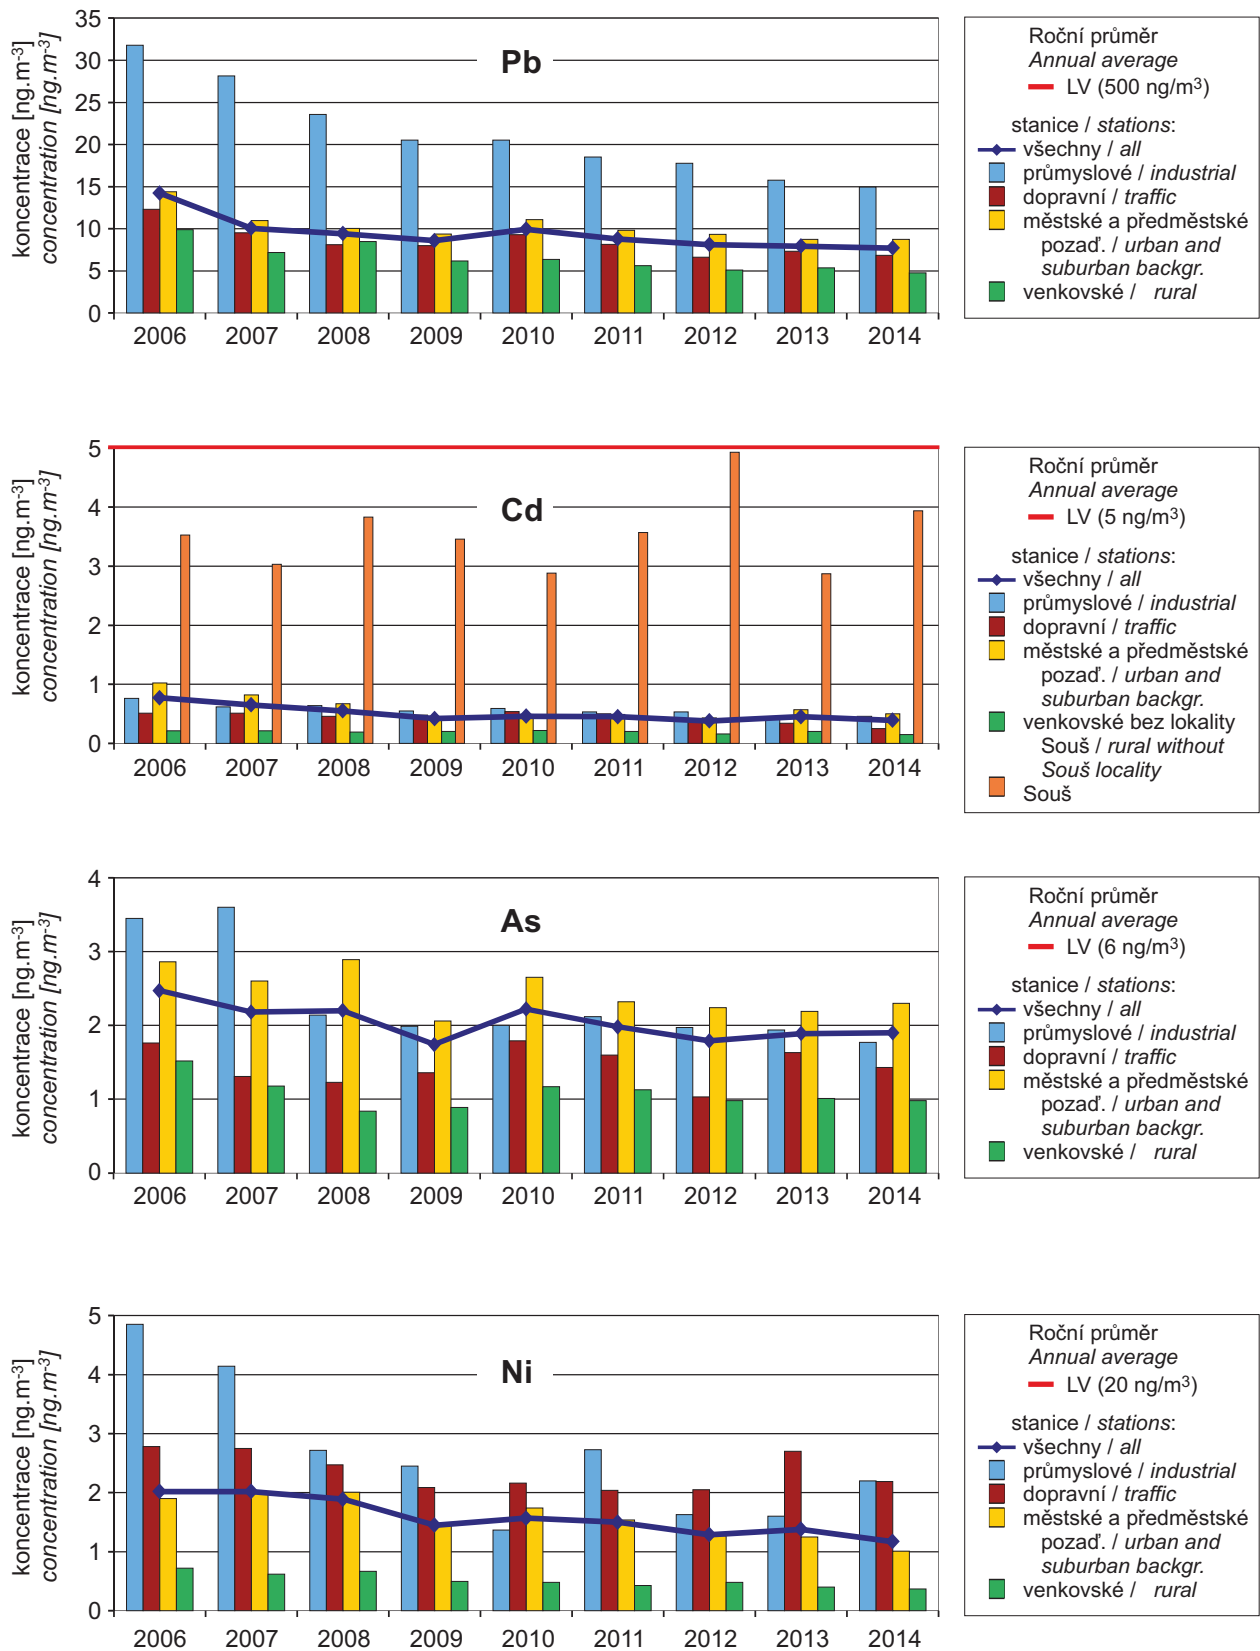 koncentrace [ng.m-3]
concentration [ng.m-3]
35
30
25
20
15
10
5
0
Pb
2006 2007 2008 2009 2010 2011 2012 2013 2014
Roční průměr
Annual average
LV (500 ng/m3)
stanice / stations:
všechny / all
průmyslové / industrial
dopravní / traffic
městské a předměstské
pozaď. / urban and
suburban backgr.
venkovské / rural
koncentrace [ng.m-3]
concentration [ng.m-3]
5
4
3
2
1
0
Cd
2006 2007 2008 2009 2010 2011 2012 2013 2014
Roční průměr
Annual average
LV (5 ng/m3)
stanice / stations:
všechny / all
průmyslové / industrial
dopravní / traffic
městské a předměstské
pozaď. / urban and
suburban backgr.
venkovské bez lokality
Souš / rural without
Souš locality
Souš
koncentrace [ng.m-3]
concentration [ng.m-3]
4
3
2
1
0
As
2006 2007 2008 2009 2010 2011 2012 2013 2014
Roční průměr
Annual average
LV (6 ng/m3)
stanice / stations:
všechny / all
průmyslové / industrial
dopravní / traffic
městské a předměstské
pozaď. / urban and
suburban backgr.
venkovské / rural
koncentrace [ng.m-3]
concentration [ng.m-3]
5
4
3
2
1
0
Ni
2006 2007 2008 2009 2010 2011 2012 2013 2014
Roční průměr
Annual average
LV (20 ng/m3)
stanice / stations:
všechny / all
průmyslové / industrial
dopravní / traffic
městské a předměstské
pozaď. / urban and
suburban backgr.
venkovské / rural